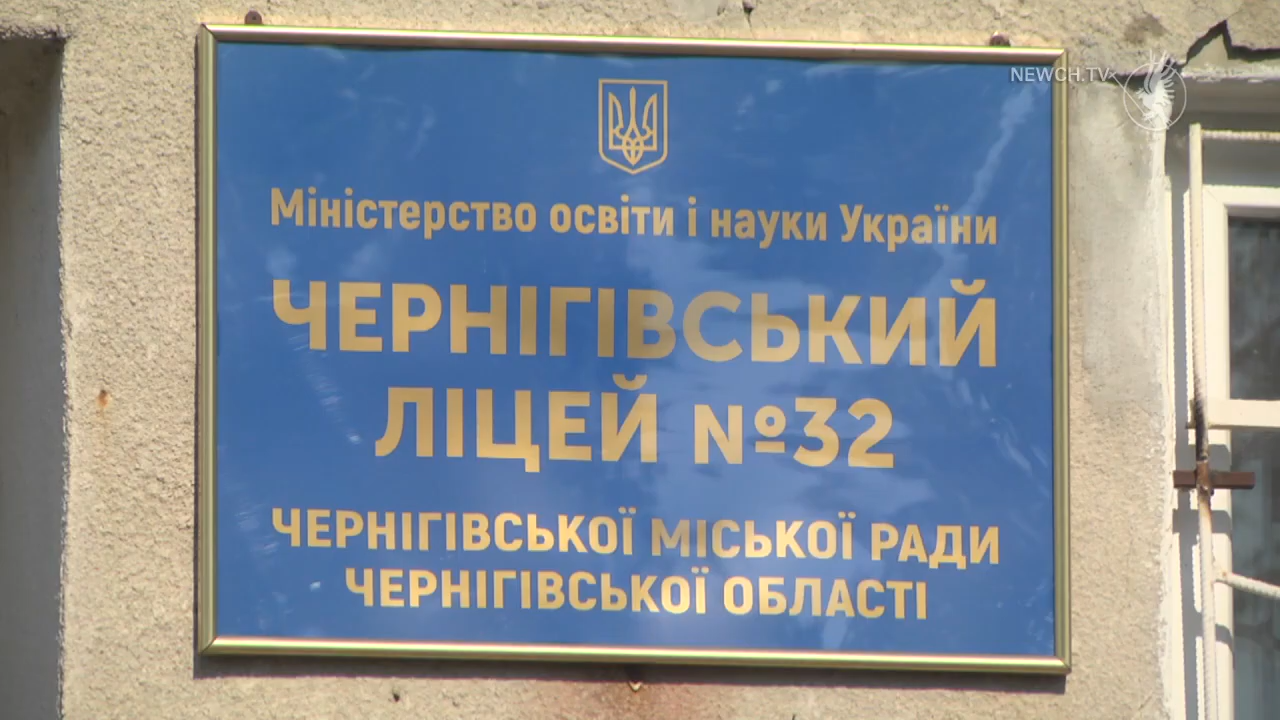 NEWCH.TV
Міністерство освіти і науки України
ЧЕРНІГІВСЬКИЙ
ЛІЦЕЙ №32
ЧЕРНІГІВСЬКОЇ МІСЬКОЇ РАДИ
ЧЕРНІГІВСЬКОЇ ОБЛАСТІ